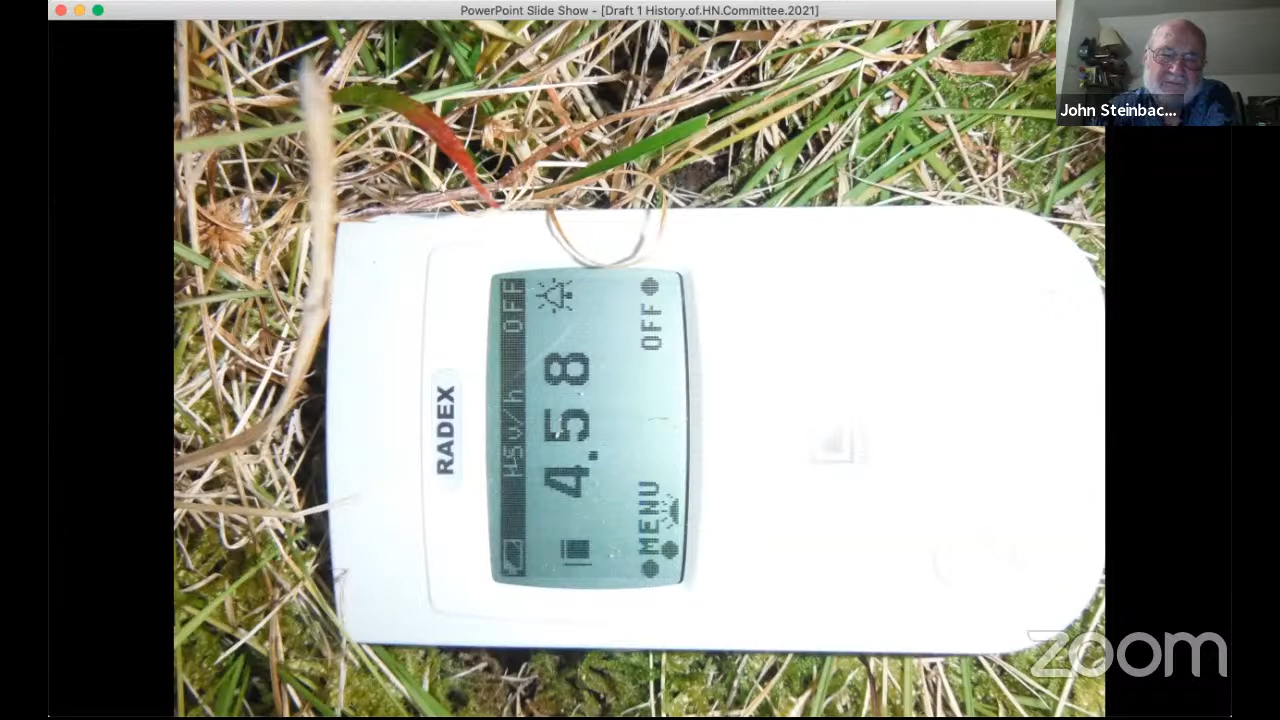 PowerPoint Slide Show - [Draft 1 History.of.HN.Committee.2021]
John Steinbac...
RADEX
µSv/h OFF
4.58
MENU OFF
zoom